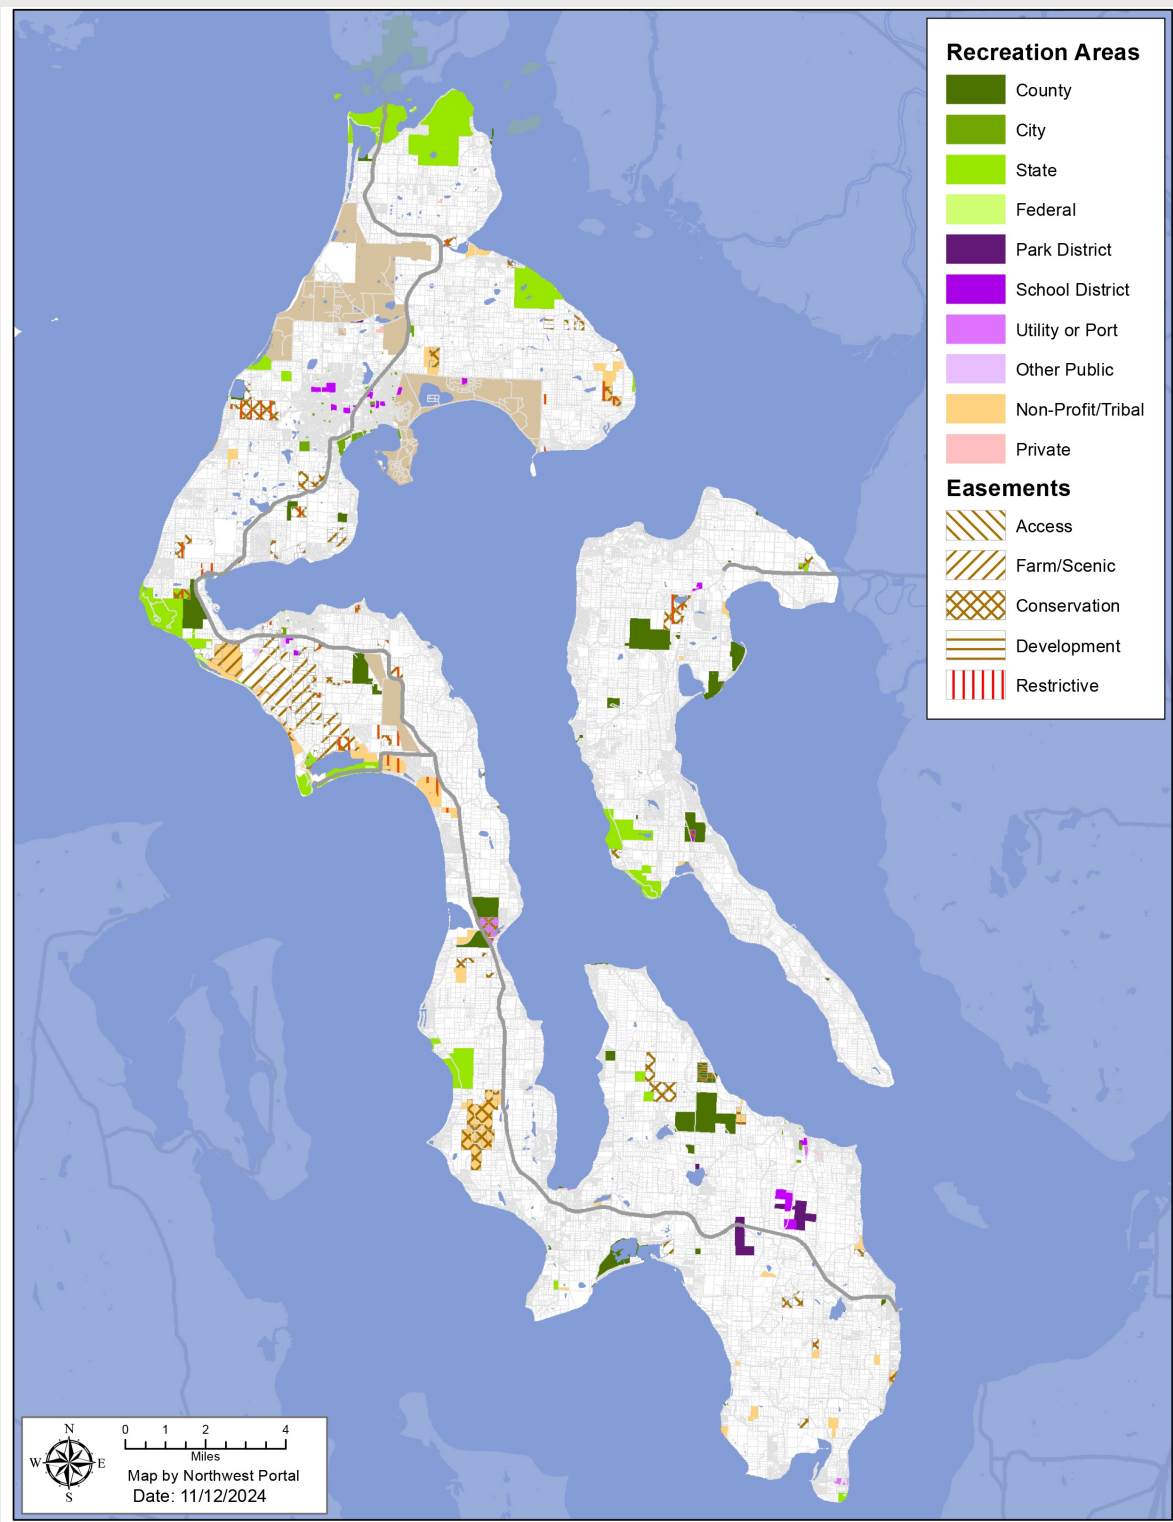 Recreation Areas
County
City
State
Federal
Park District
School District
Utility or Port
Other Public
Non-Profit/Tribal
Private
Easements
Access
Farm/Scenic
Conservation
Development
Restrictive
N
W E
S
0 1 2 4
Miles
Map by Northwest Portal
Date: 11/12/2024